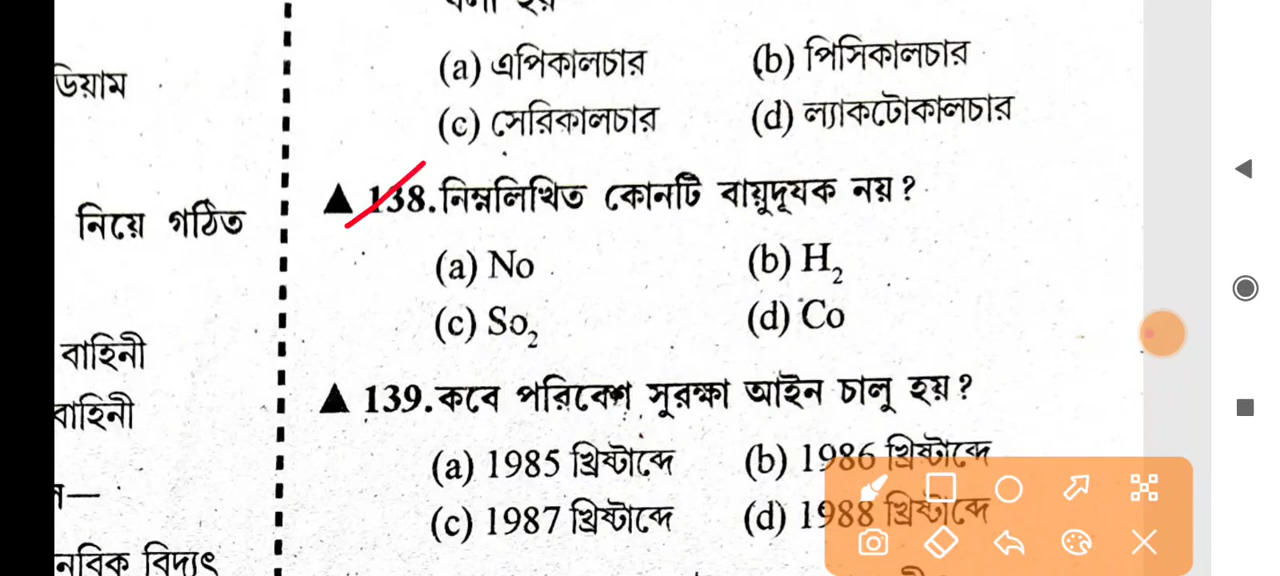 ডিয়াম
নিয়ে গঠিত
বাহিনী
বাহিনী
নবিক বিদ্যুৎ
(a) এপিকালচার (b) পিসিকালচার
(c) সেরিকালচার (d) ল্যাকটোকালচার
▲ 138. নিম্নলিখিত কোনটি বায়ুদূষক নয় ?
(a) No (b) H₂
(c) So₂ (d) Co
▲ 139. কবে পরিবেশ সুরক্ষা আইন চালু হয় ?
(a) 1985 খ্রিস্টাব্দে (b) 1986 খ্রিস্টাব্দে
(c) 1987 খ্রিস্টাব্দে (d) 1988 খ্রিস্টাব্দে